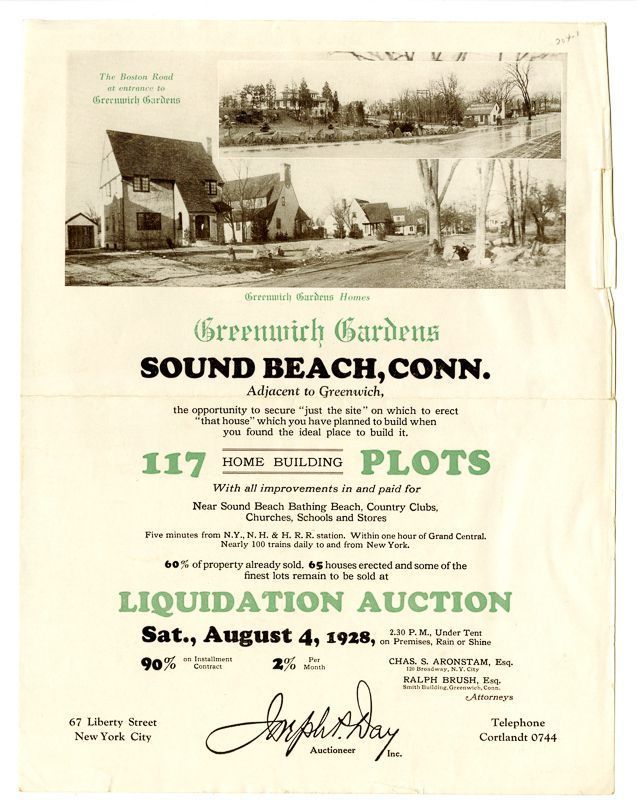 204-1
The Boston Road
at entrance to
Greenwich Gardens
Greenwich Gardens Homes
Greenwich Gardens
SOUND BEACH, CONN.
Adjacent to Greenwich,
the opportunity to secure "just the site" on which to erect
"that house" which you have planned to build when
you found the ideal place to build it.
117 HOME BUILDING PLOTS
With all improvements in and paid for
Near Sound Beach Bathing Beach, Country Clubs,
Churches, Schools and Stores
Five minutes from N.Y., N. H. & H. R. R. station. Within one hour of Grand Central.
Nearly 100 trains daily to and from New York.
60% of property already sold. 65 houses erected and some of the
finest lots remain to be sold at
LIQUIDATION AUCTION
Sat., August 4, 1928, 2.30 P. M., Under Tent
on Premises, Rain or Shine
90% on Installment
Contract
2% Per
Month
CHAS. S. ARONSTAM, Esq.
120 Broadway, N. Y. City
RALPH BRUSH, Esq.
Smith Building, Greenwich, Conn.
Attorneys
67 Liberty Street
New York City
Joseph P. Day
Auctioneer
Inc.
Telephone
Cortlandt 0744